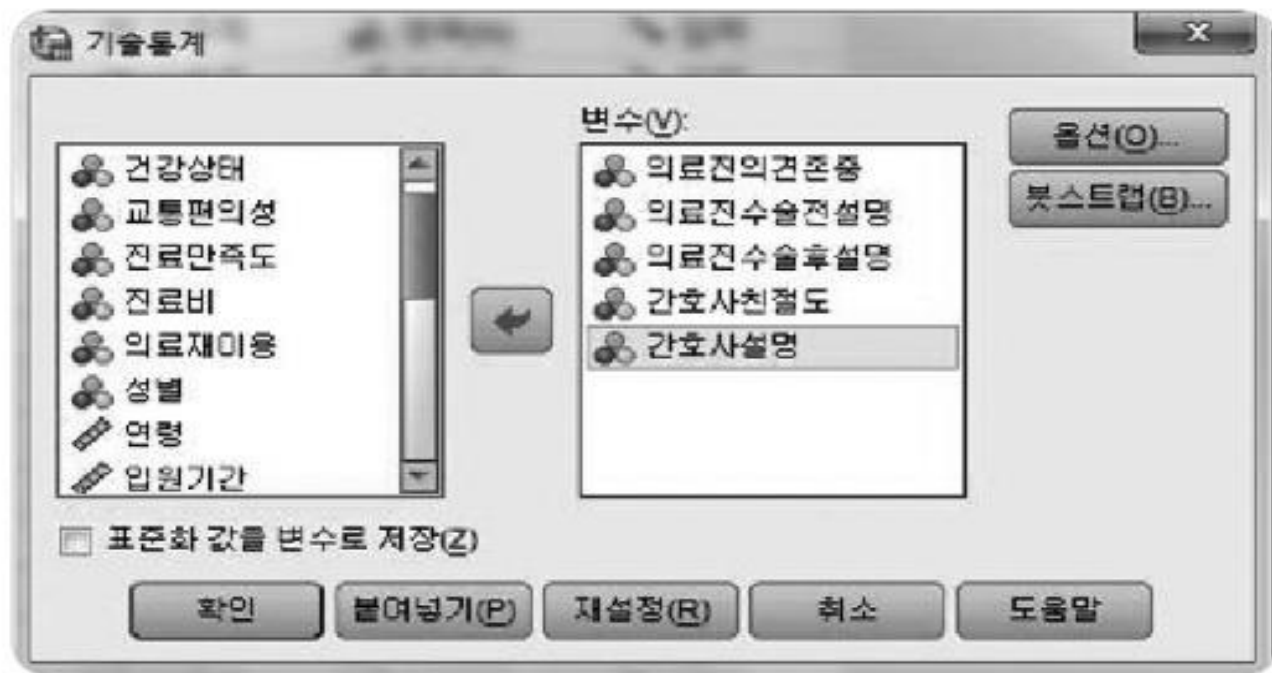 기술통계
변수(V):
건강상태
교통편의성
진료만족도
진료비
의료재이용
성별
연령
입원기간
의료진의견존중
의료진수술전설명
의료진수술후설명
간호사친절도
간호사설명
옵션(O)...
붓스트랩(B)...
표준화 값을 변수로 저장(Z)
확인
붙여넣기(P)
재설정(R)
취소
도움말